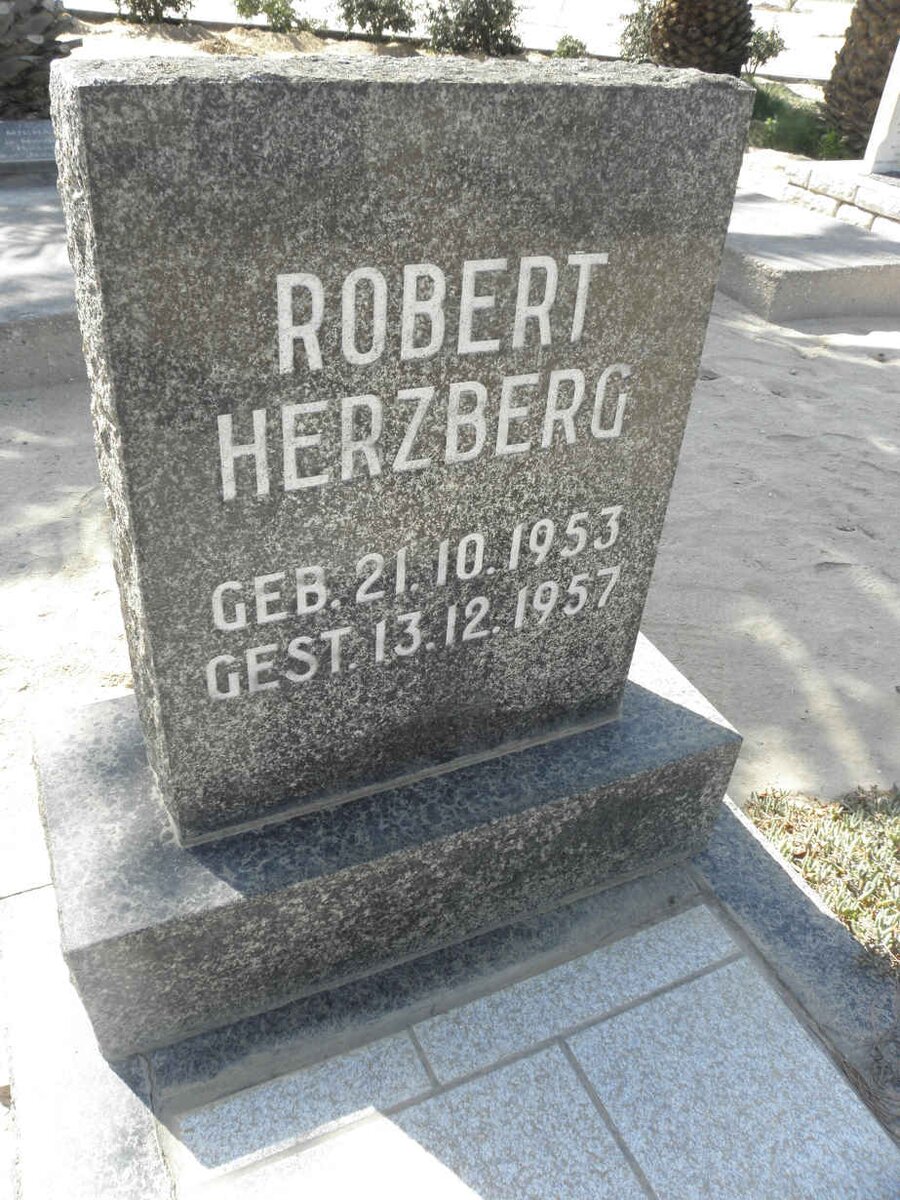 ROBERT
HERZBERG
GEB. 21. 10. 1953
GEST. 13. 12. 1957